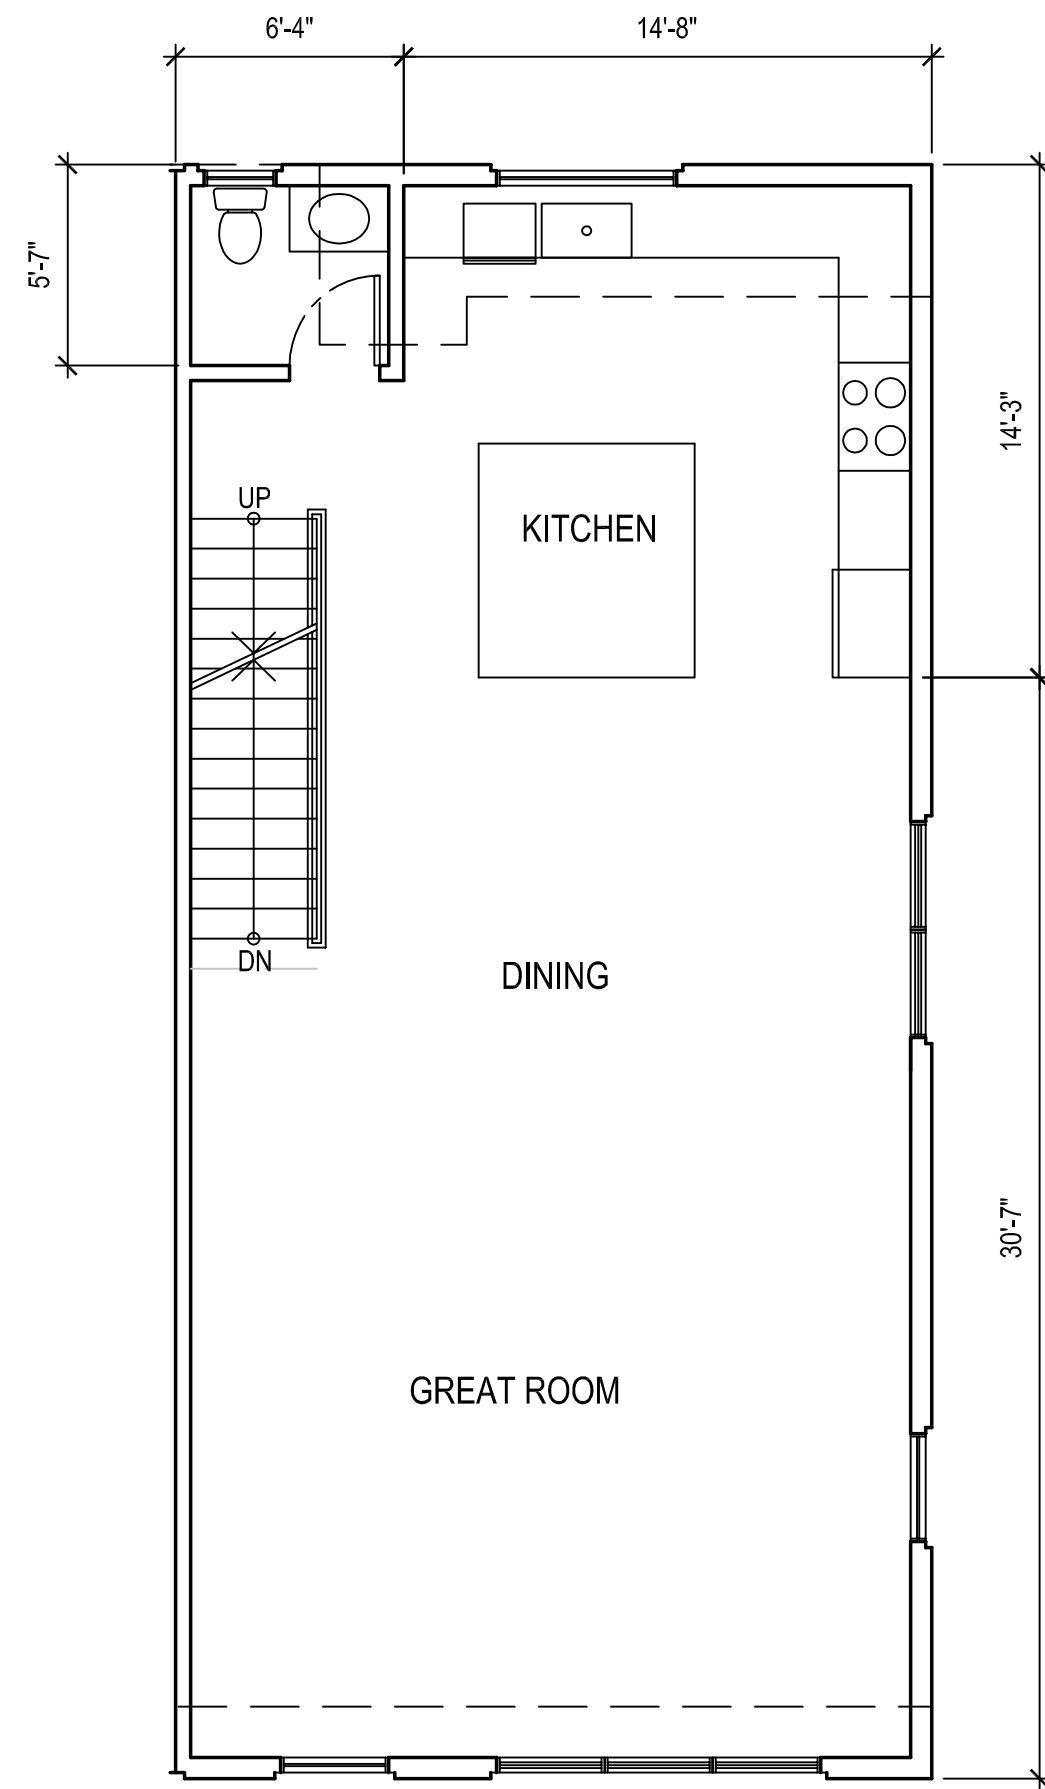 6'-4"
14'-8"
5'-7"
14'-3"
UP
KITCHEN
DN
DINING
30'-7"
GREAT ROOM